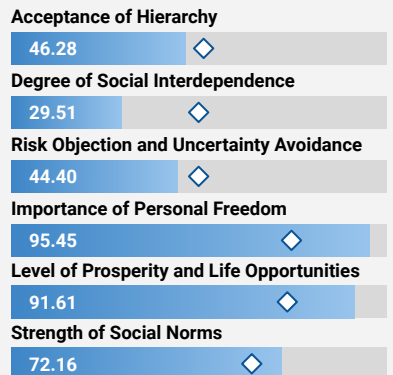 Acceptance of Hierarchy
46.28
Degree of Social Interdependence
29.51
Risk Objection and Uncertainty Avoidance
44.40
Importance of Personal Freedom
95.45
Level of Prosperity and Life Opportunities
91.61
Strength of Social Norms
72.16